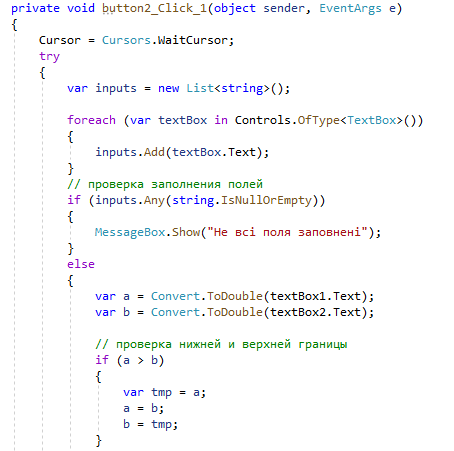 private void button2_Click_1(object sender, EventArgs e)
{
Cursor = Cursors.WaitCursor;
try
{
var inputs = new List<string>();
foreach (var textBox in Controls.OfType<TextBox>())
{
inputs.Add(textBox.Text);
}
// проверка заполнения полей
if (inputs.Any(string.IsNullOrEmpty))
{
MessageBox.Show("Не всі поля заповнені");
}
else
{
var a = Convert.ToDouble(textBox1.Text);
var b = Convert.ToDouble(textBox2.Text);
// проверка нижней и верхней границы
if (a > b)
{
var tmp = a;
a = b;
b = tmp;
}